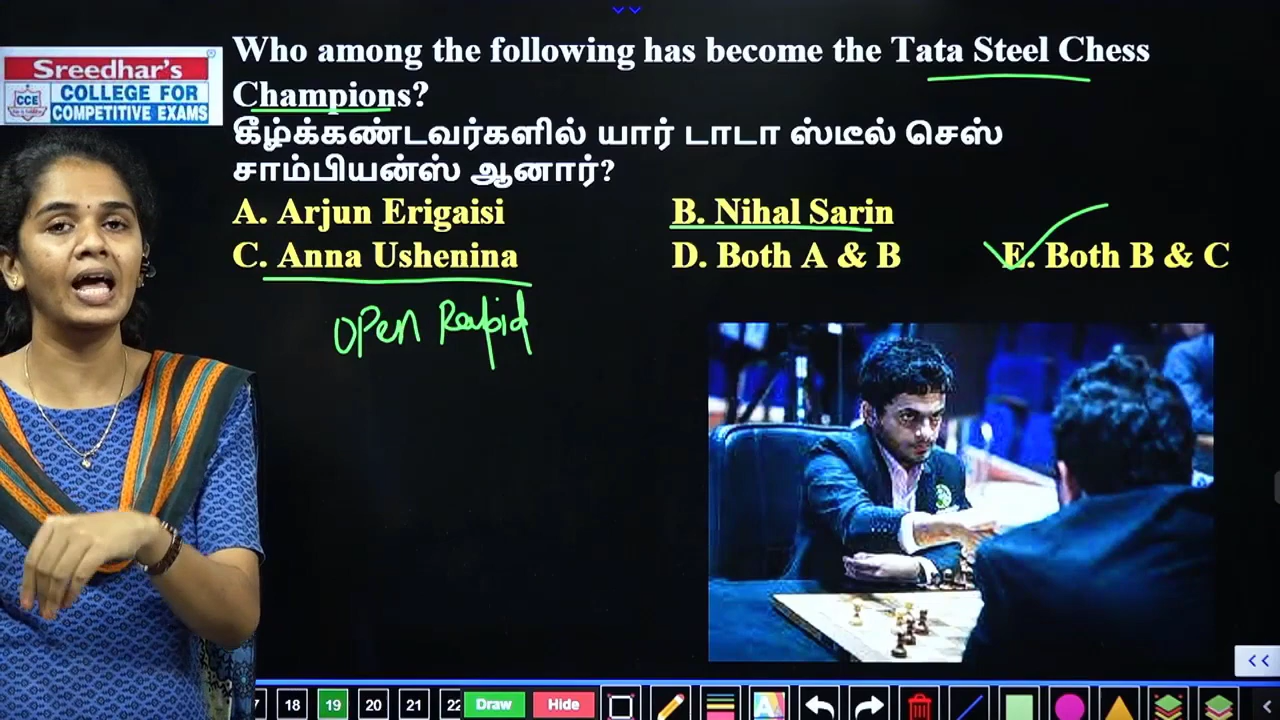 Sreedhar's
CCE
COLLEGE FOR
COMPETITIVE EXAMS
Who among the following has become the Tata Steel Chess
Champions?
கீழ்க்கண்டவர்களில் யார் டாடா ஸ்டீல் செஸ்
சாம்பியன்ஸ் ஆனார்?
A. Arjun Erigaisi B. Nihal Sarin
C. Anna Ushenina D. Both A & B E. Both B & C
OPen Rapid
18 19 20 21 22 Draw Hide